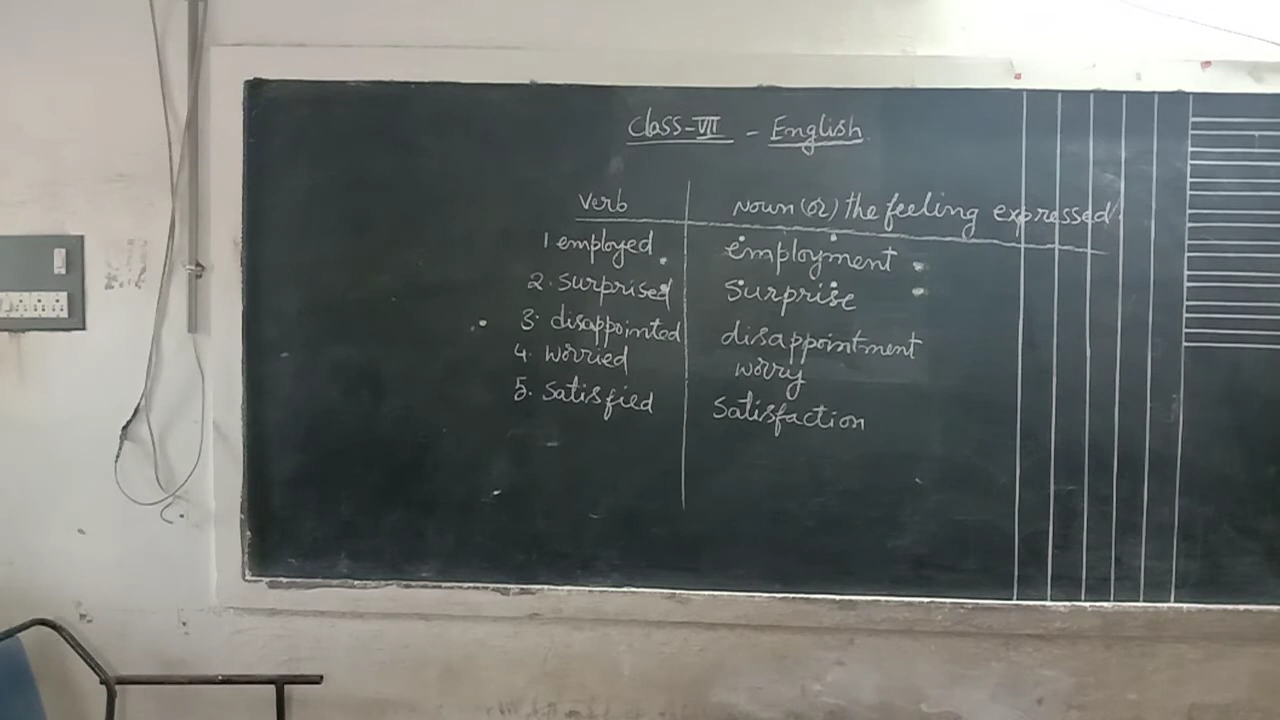 Class-VII - English
Verb Noun (or) the feeling expressed
1 employed employment
2. Surprised Surprise
3. disappointed disappointment
4. worried worry
5. Satisfied Satisfaction